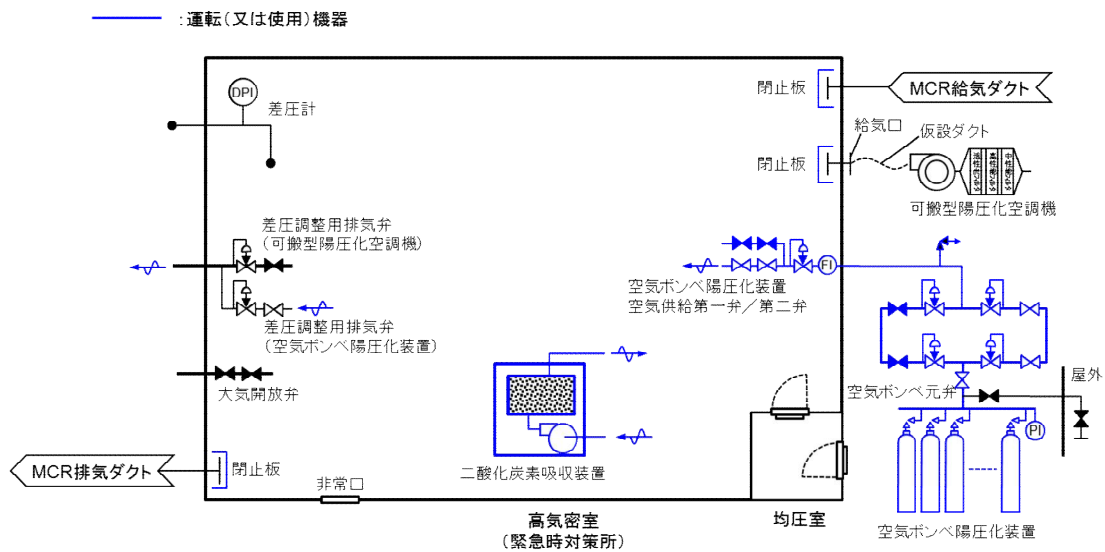 ：運転（又は使用）機器
DPI
差圧計
閉止板
MCR給気ダクト
給気口
仮設ダクト
閉止板
可搬型陽圧化空調機
差圧調整用排気弁
（可搬型陽圧化空調機）
差圧調整用排気弁
（空気ボンベ陽圧化装置）
FI
空気ボンベ陽圧化装置
空気供給第一弁／第二弁
大気開放弁
空気ボンベ元弁
屋外
PI
MCR排気ダクト
閉止板
非常口
二酸化炭素吸収装置
高気密室
（緊急時対策所）
均圧室
空気ボンベ陽圧化装置